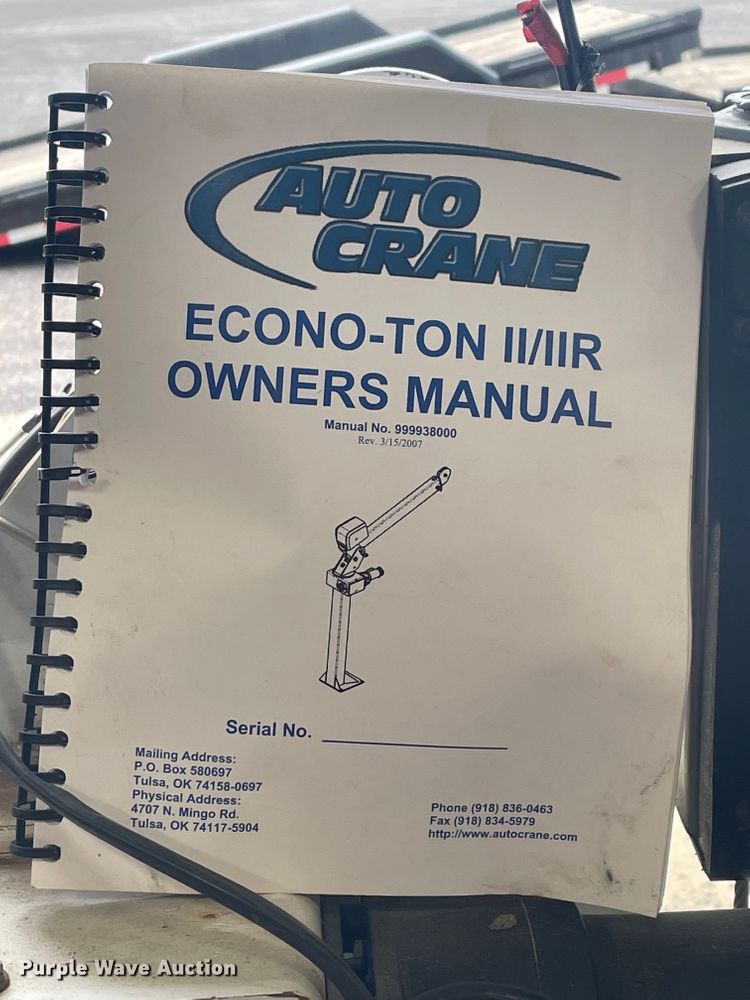 AUTO
CRANE
ECONO-TON II/IIR
OWNERS MANUAL
Manual No. 999938000
Rev. 3/15/2007
Serial No.
Mailing Address:
P.O. Box 580697
Tulsa, OK 74158-0697
Physical Address:
4707 N. Mingo Rd.
Tulsa, OK 74117-5904
Phone (918) 836-0463
Fax (918) 834-5979
http://www.autocrane.com
Purple Wave Auction